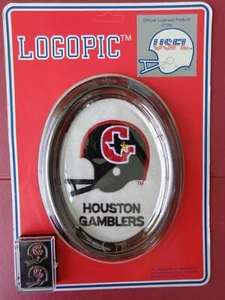 LOGOPIC™
Official Licensed Product
of the
USFL
G
HOUSTON
GAMBLERS